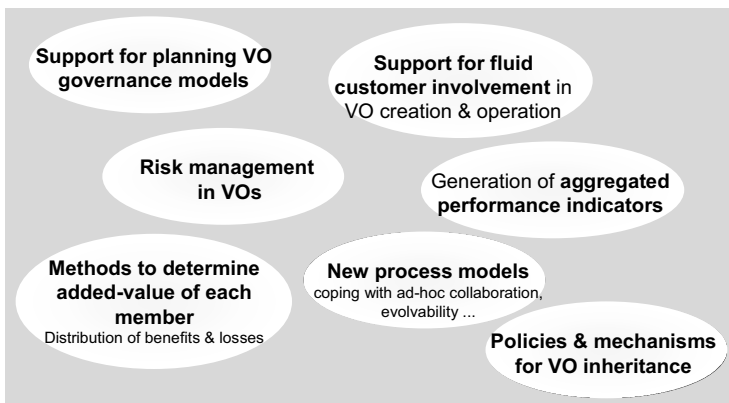 Support for planning VO
governance models
Support for fluid
customer involvement in
VO creation & operation
Risk management
in VOs
Generation of aggregated
performance indicators
Methods to determine
added-value of each
member
Distribution of benefits & losses
New process models
coping with ad-hoc collaboration,
evolvability ...
Policies & mechanisms
for VO inheritance